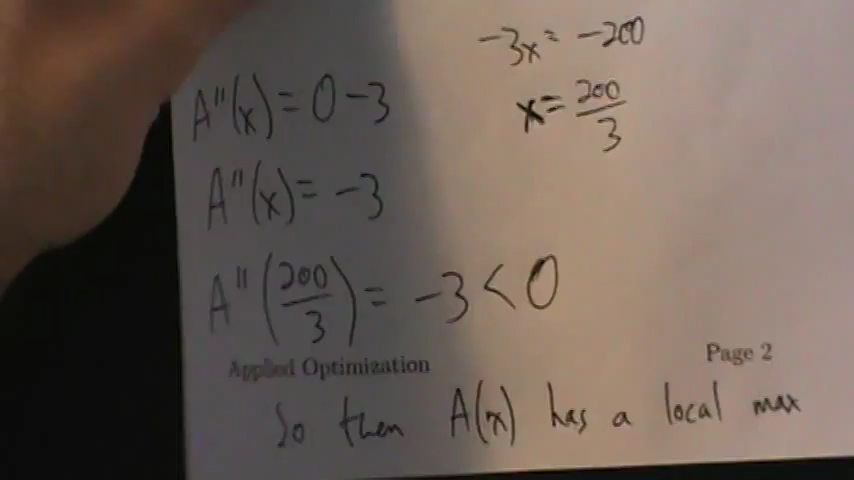 -3x = -200
x = 200/3
A''(x) = 0 - 3
A''(x) = -3
A''(200/3) = -3 < 0
Applied Optimization
Page 2
So then A(x) has a local max